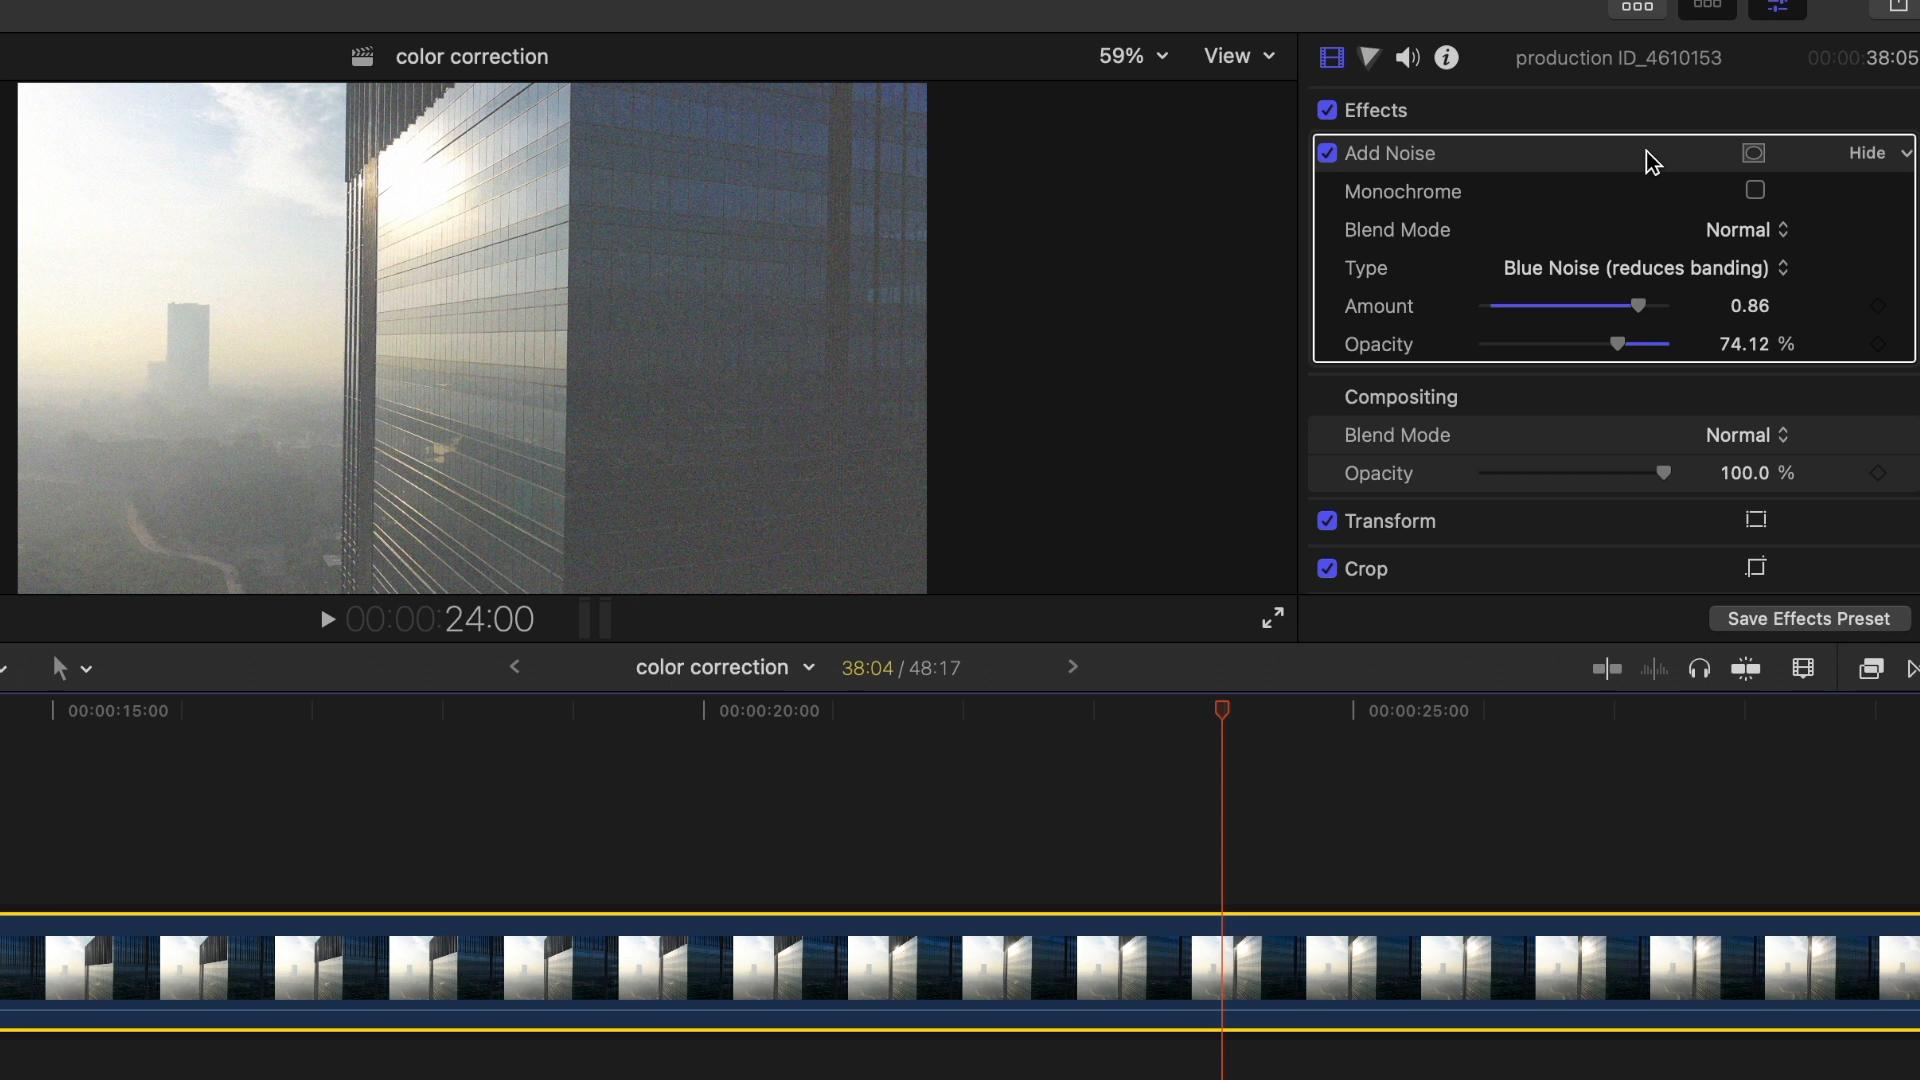 color correction
59%
View
production ID_4610153
00:00:38:05
Effects
Add Noise
Hide
Monochrome
Blend Mode
Normal
Type
Blue Noise (reduces banding)
Amount
0.86
Opacity
74.12 %
Compositing
Blend Mode
Normal
Opacity
100.0 %
Transform
Crop
00:00:24:00
Save Effects Preset
color correction
38:04 / 48:17
00:00:15:00
00:00:20:00
00:00:25:00